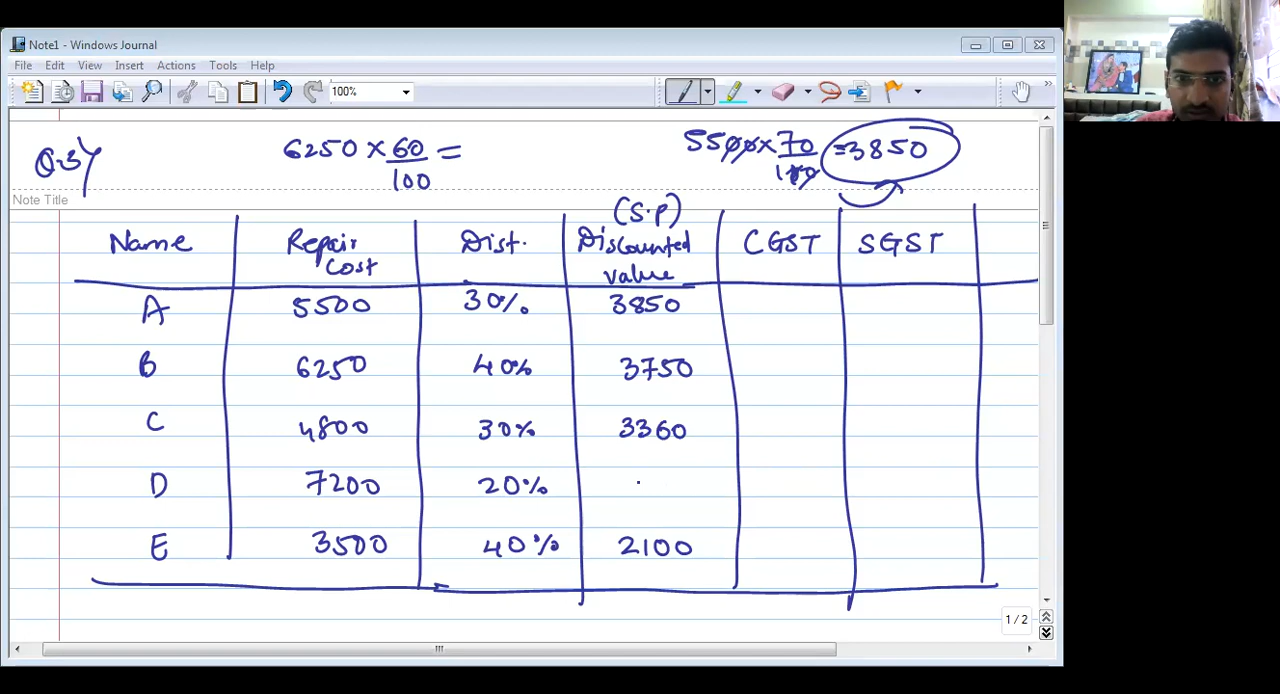 Note1 - Windows Journal
File Edit View Insert Actions Tools Help
100%
Q.3
6250 × 60/100 =
5500 × 70/100 = 3850
Note Title
(S.P)
Name Repair Cost Dist. Discounted value CGST SGST
A 5500 30% 3850
B 6250 40% 3750
C 4800 30% 3360
D 7200 20%
E 3500 40% 2100
1 / 2